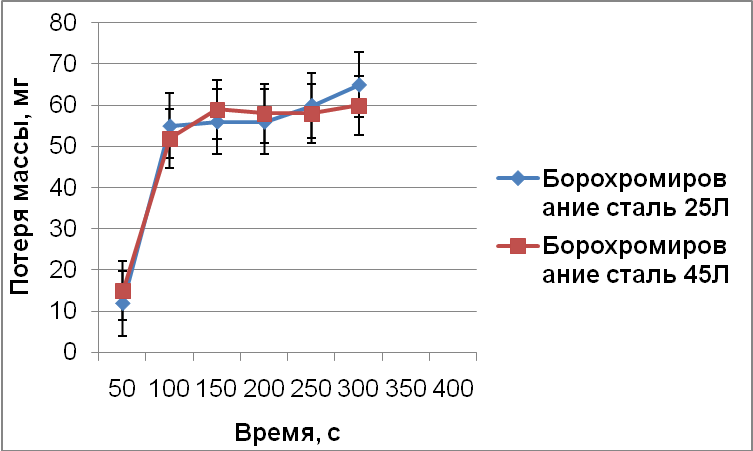 80
70
60
50
40
30
20
10
0
Потеря массы, мг
50 100 150 200 250 300 350 400
Время, с
Борохромиров
ание сталь 25Л
Борохромиров
ание сталь 45Л